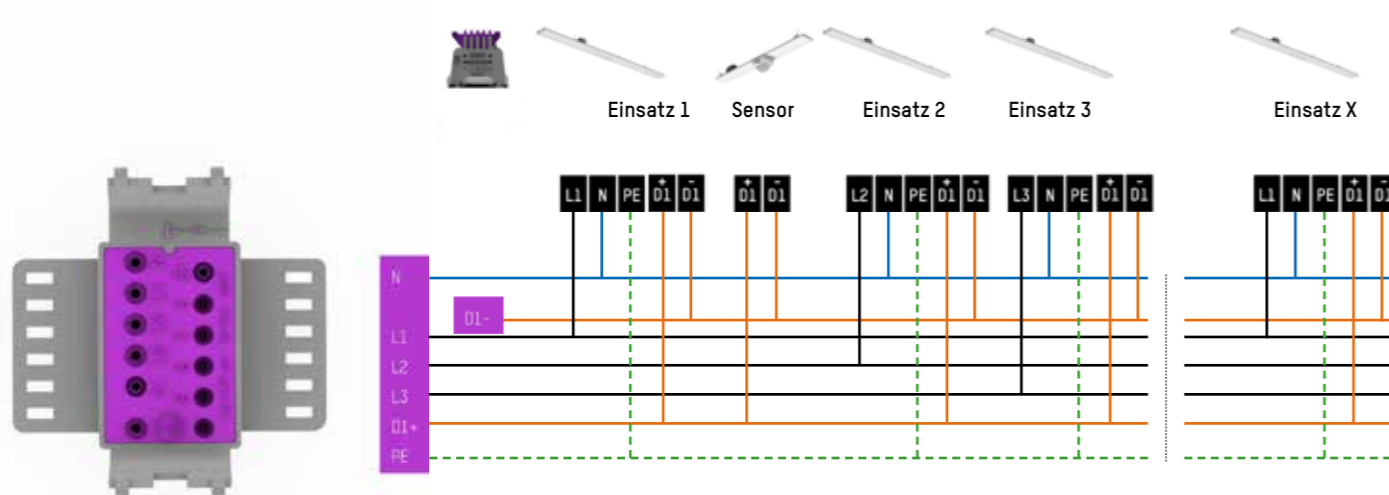 Einsatz 1 Sensor Einsatz 2 Einsatz 3 Einsatz X
L1 N PE D1+ D1- D1+ D1- L2 N PE D1+ D1- L3 N PE D1+ D1- L1 N PE D1+ D1-
N
D1-
L1
L2
L3
D1+
PE